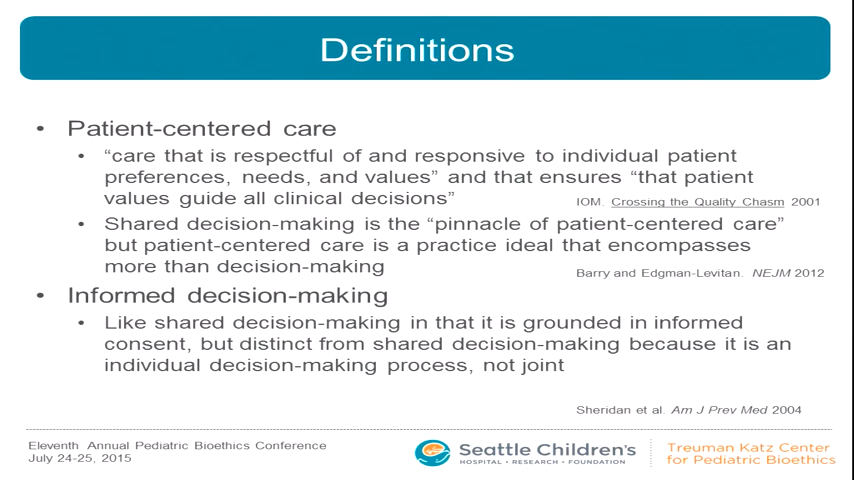 Definitions
• Patient-centered care
• “care that is respectful of and responsive to individual patient
preferences, needs, and values” and that ensures “that patient
values guide all clinical decisions”
IOM. Crossing the Quality Chasm 2001
• Shared decision-making is the “pinnacle of patient-centered care”
but patient-centered care is a practice ideal that encompasses
more than decision-making
Barry and Edgman-Levitan. NEJM 2012
• Informed decision-making
• Like shared decision-making in that it is grounded in informed
consent, but distinct from shared decision-making because it is an
individual decision-making process, not joint
Sheridan et al. Am J Prev Med 2004
Eleventh Annual Pediatric Bioethics Conference
July 24-25, 2015
Seattle Children's
HOSPITAL • RESEARCH • FOUNDATION
Treuman Katz Center
for Pediatric Bioethics